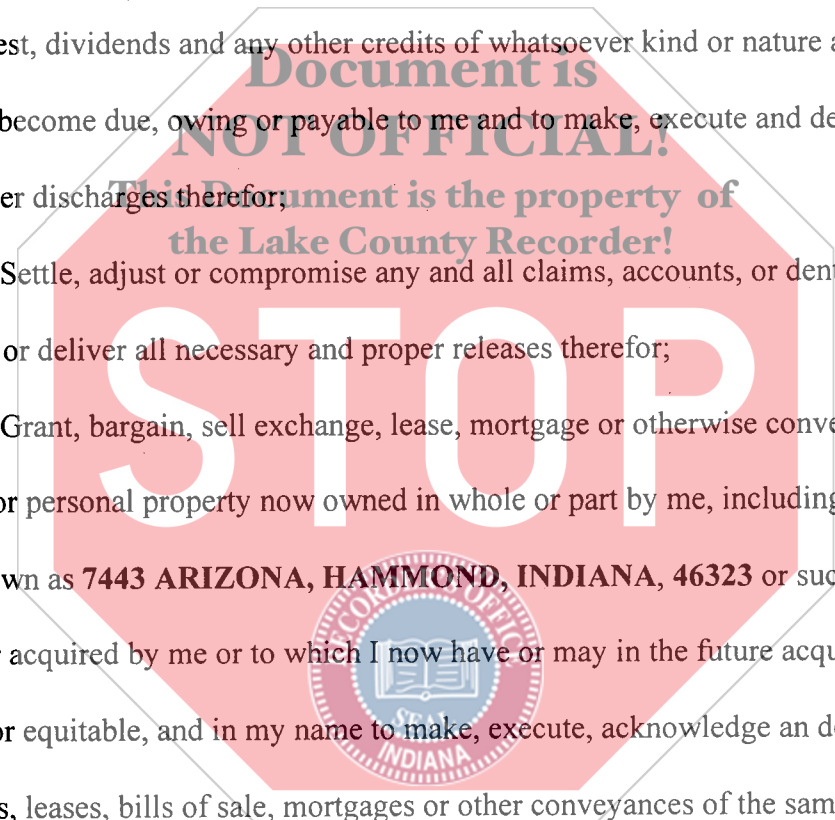 est, dividends and any other credits of whatsoever kind or nature a
Document is
become due, owing or payable to me and to make, execute and de
NOT OFFICIAL!
er discharges therefor;
This Document is the property of
the Lake County Recorder!
Settle, adjust or compromise any and all claims, accounts, or dent
STOP
or deliver all necessary and proper releases therefor;
Grant, bargain, sell exchange, lease, mortgage or otherwise conve
or personal property now owned in whole or part by me, including
wn as 7443 ARIZONA, HAMMOND, INDIANA, 46323 or suc
RECORDER'S OFFICE
acquired by me or to which I now have or may in the future acqu
SEAL
or equitable, and in my name to make, execute, acknowledge an de
INDIANA
s, leases, bills of sale, mortgages or other conveyances of the sam